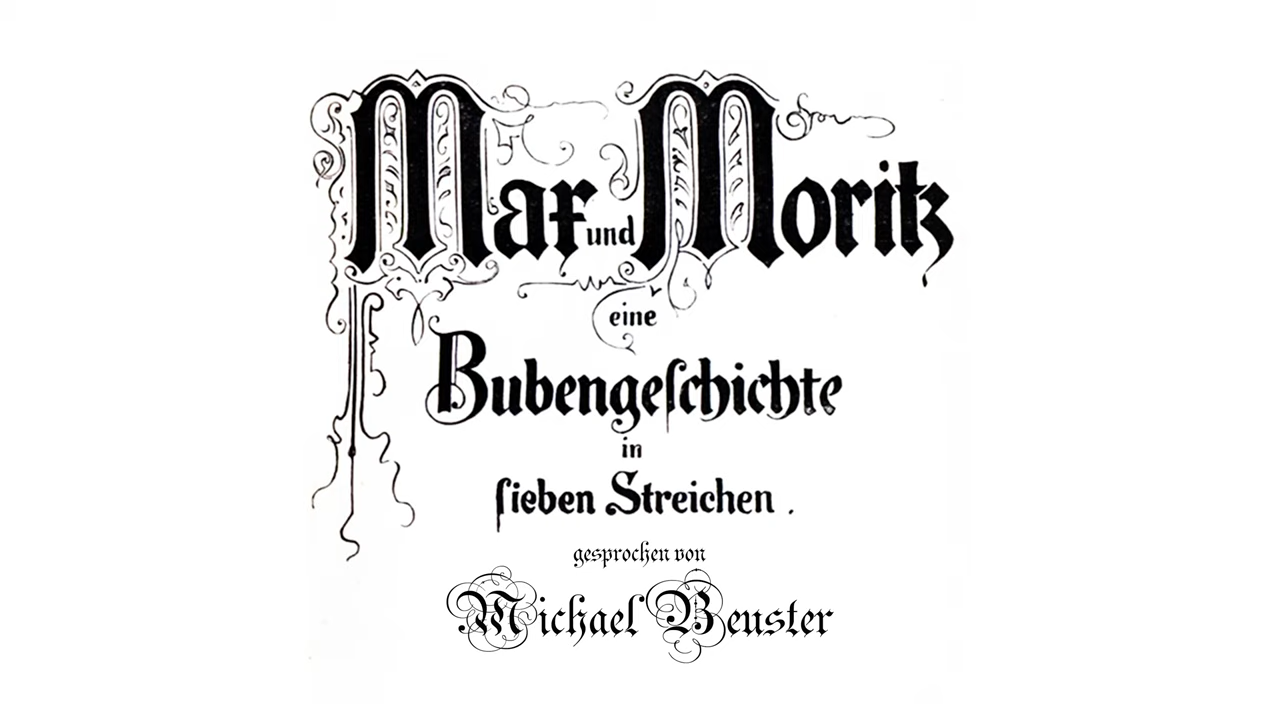 Max und Moritz
eine
Bubengeſchichte
in
ſieben Streichen.
gesprochen von
Michael Beuster